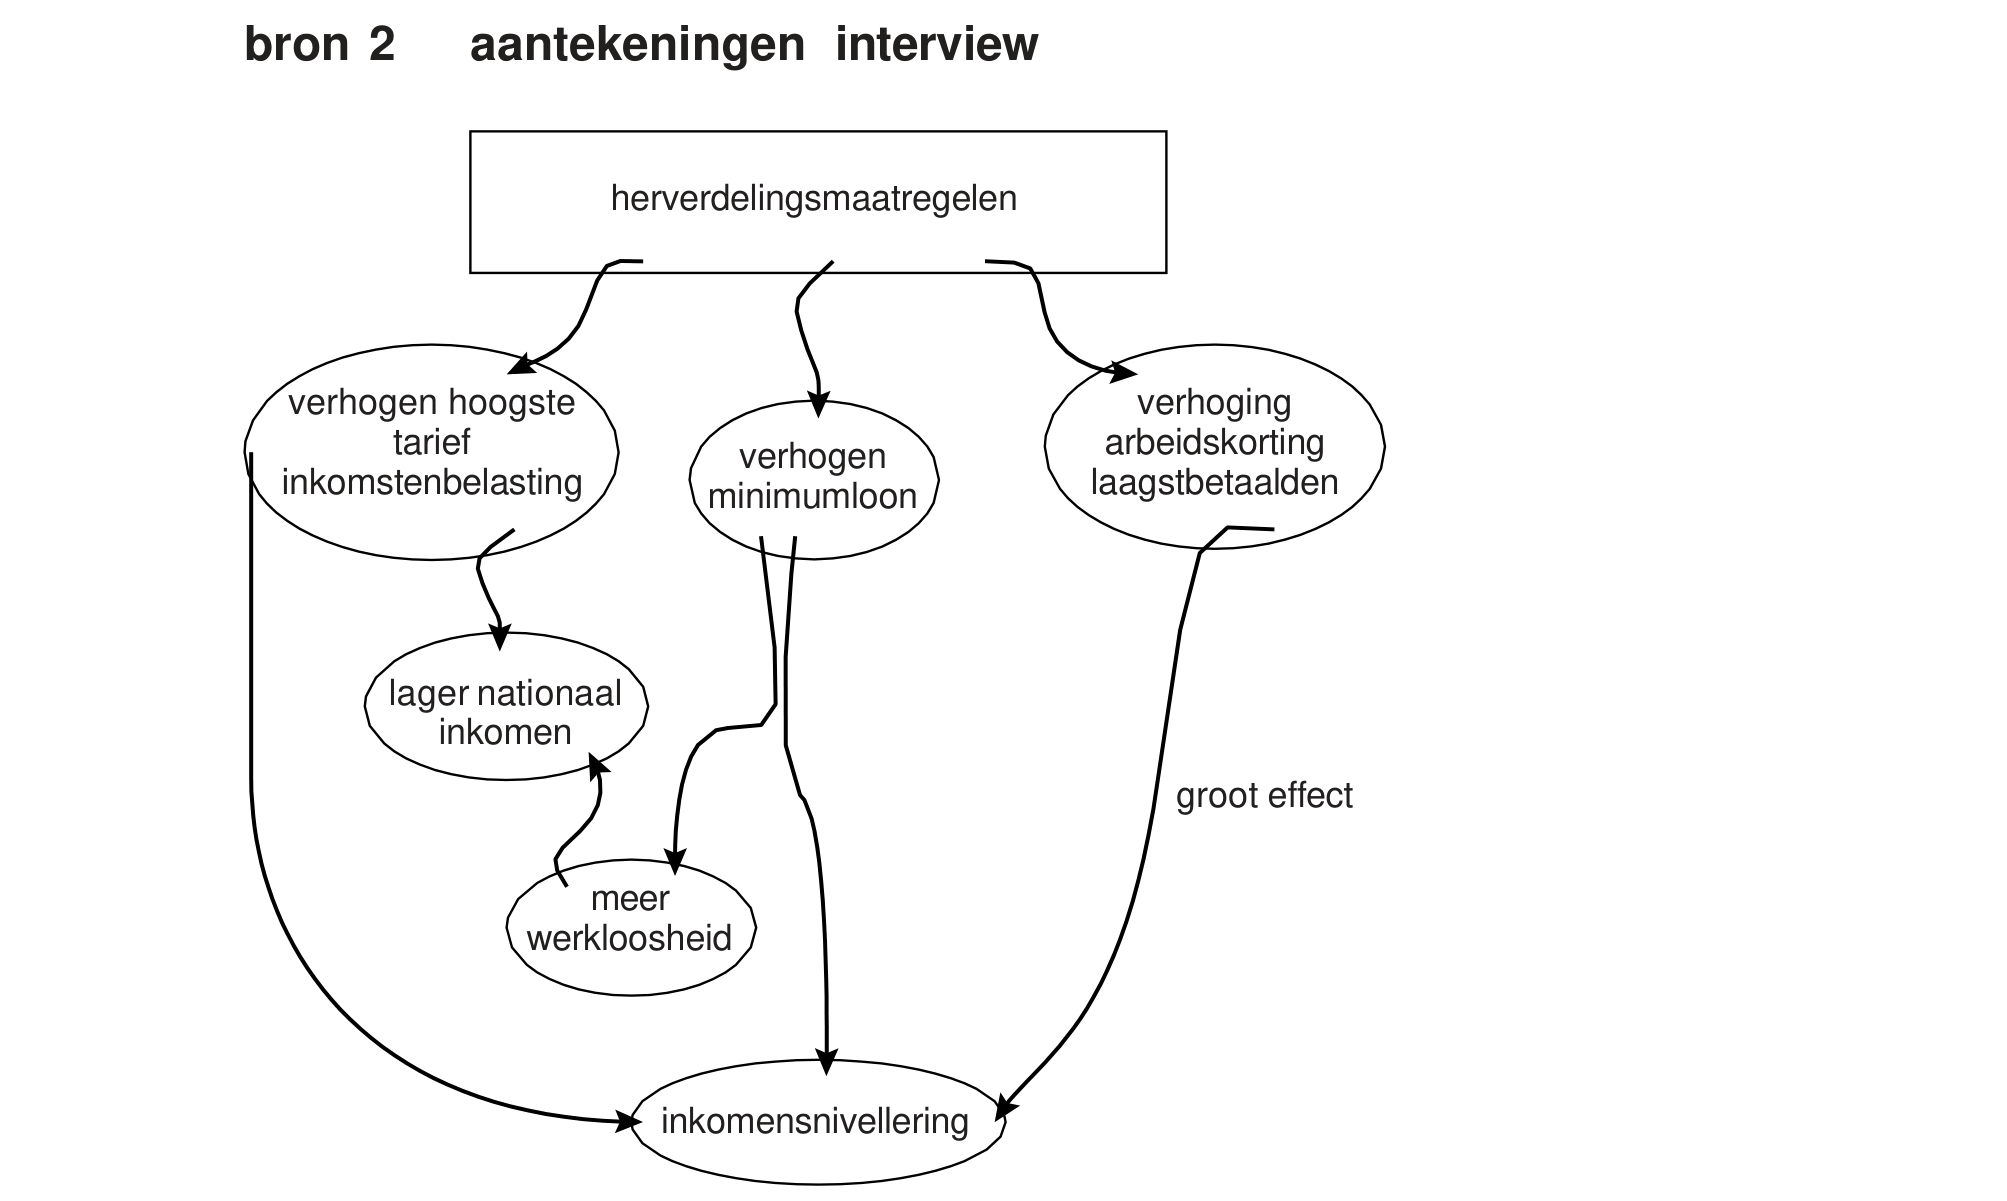 bron 2 aantekeningen interview
herverdelingsmaatregelen
verhogen hoogste
tarief
inkomstenbelasting
verhogen
minimumloon
verhoging
arbeidskorting
laagstbetaalden
lager nationaal
inkomen
groot effect
meer
werkloosheid
inkomensnivellering